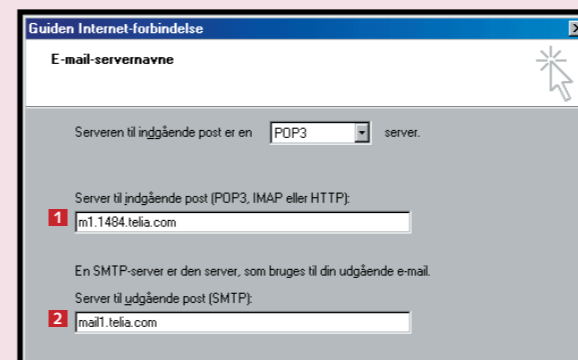 Guiden Internet-forbindelse
E-mail-servernavne
Serveren til indgående post er en POP3 server.
Server til indgående post (POP3, IMAP eller HTTP):
1 m1.1484.telia.com
En SMTP-server er den server, som bruges til din udgående e-mail.
Server til udgående post (SMTP):
2 mail1.telia.com